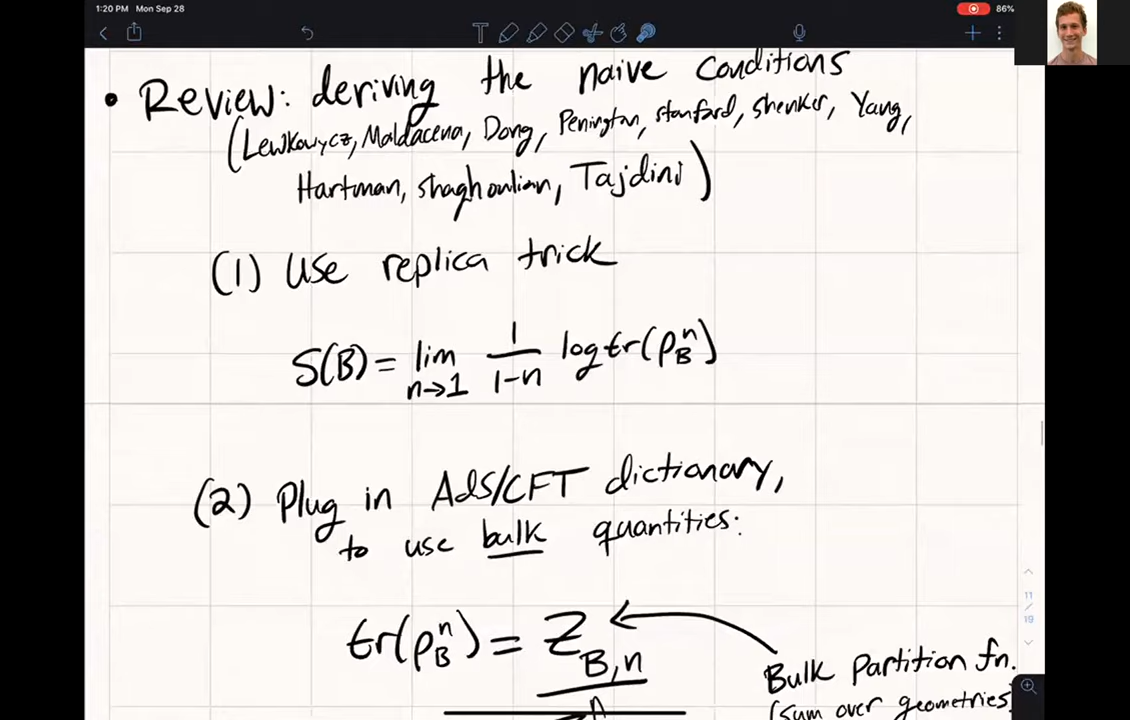 1:20 PM Mon Sep 28
86%
• Review: deriving the naive conditions
(Lewkowycz, Maldacena, Dong, Penington, Stanford, Shenker, Yang,
Hartman, Shaghoulian, Tajdini)
(1) Use replica trick
S(B) = lim n→1 1/1-n log tr(ρ_B^n)
(2) Plug in AdS/CFT dictionary,
to use bulk quantities:
tr(ρ_B^n) = Z_B,n
n
Bulk Partition fn.
(sum over geometries
11
/
19